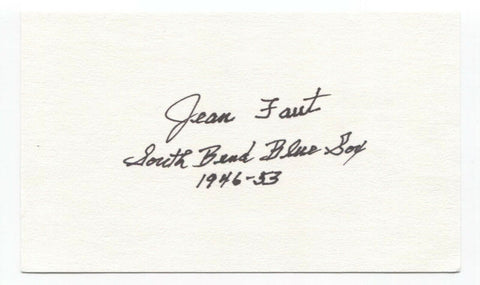 Jean Faut
South Bend Blue Sox
1946-53